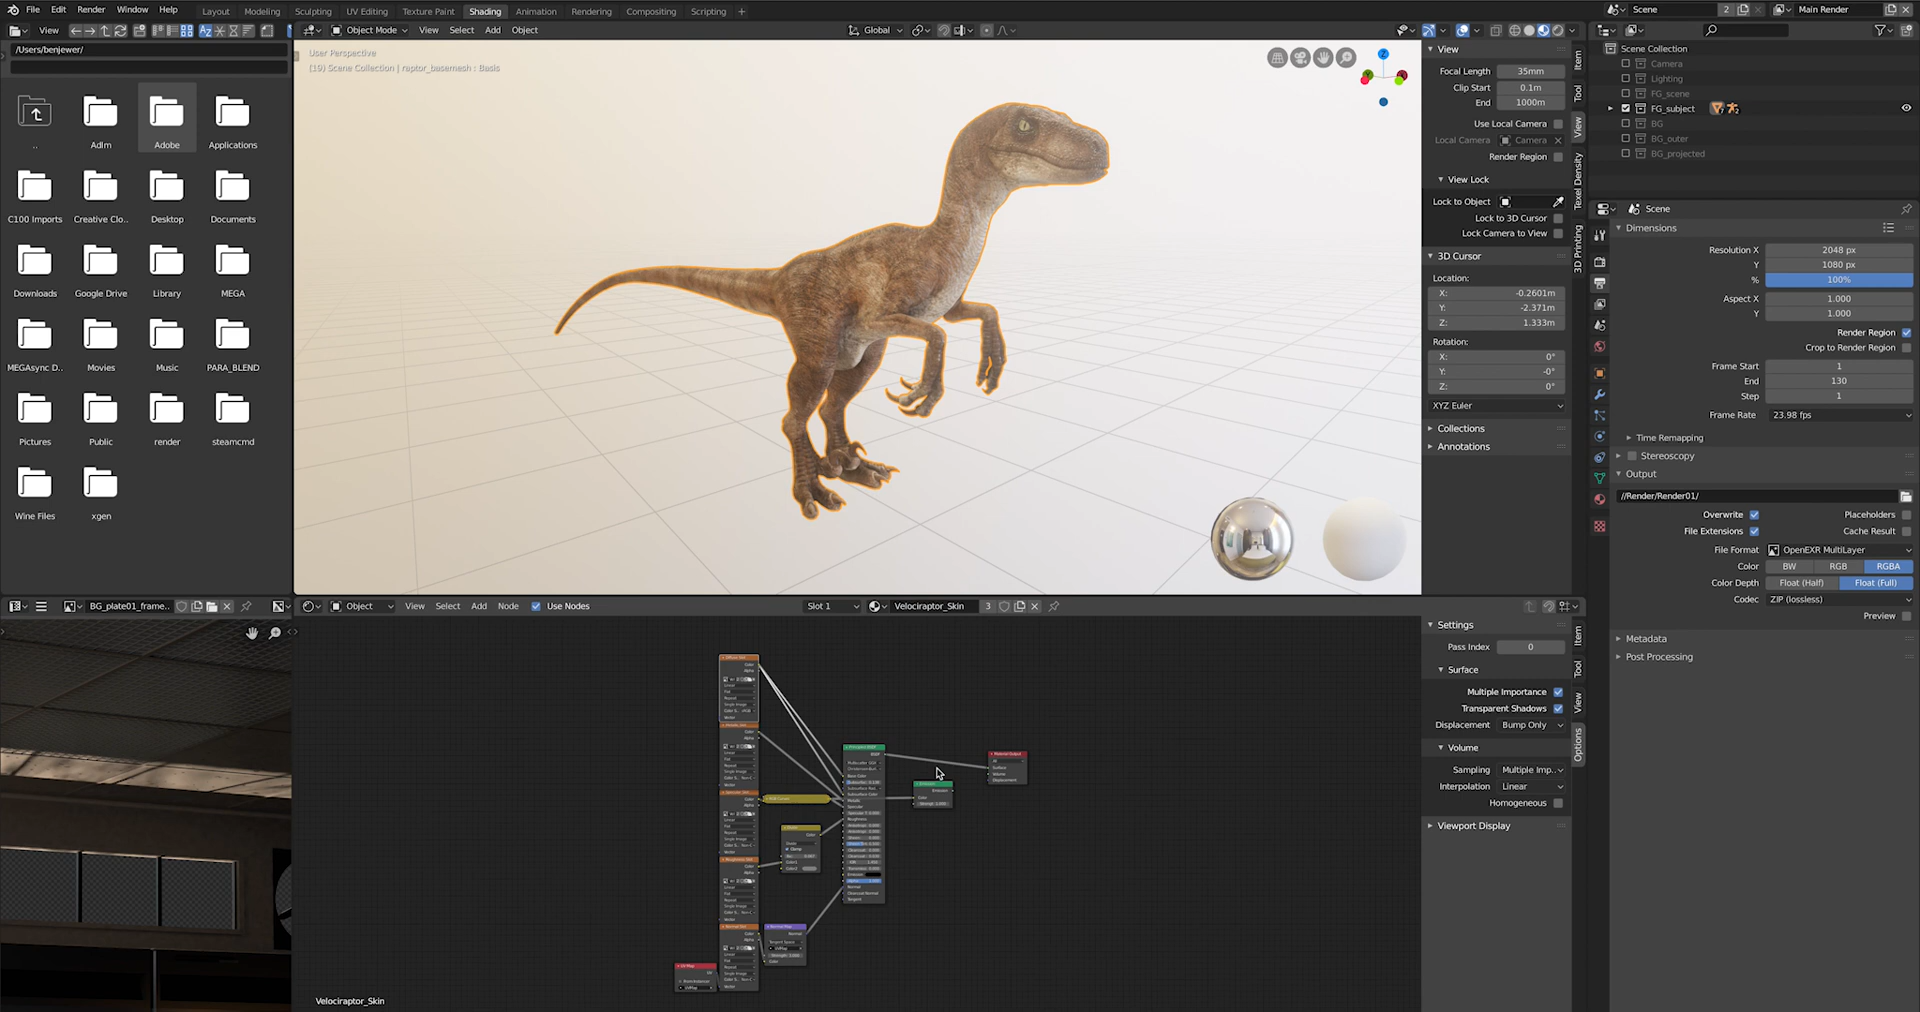 File Edit Render Window Help Layout Modeling Sculpting UV Editing Texture Paint Shading Animation Rendering Compositing Scripting + Scene 2 Main Render
View Object Mode View Select Add Object Global
/Users/benjewer/
.. Adlm Adobe Applications
C100 Imports Creative Clo.. Desktop Documents
Downloads Google Drive Library MEGA
MEGAsync D.. Movies Music PARA_BLEND
Pictures Public render steamcmd
Wine Files xgen
User Perspective
(19) Scene Collection | raptor_basemesh : Basis
View
Focal Length 35mm
Clip Start 0.1m
End 1000m
Use Local Camera
Local Camera Camera
Render Region
View Lock
Lock to Object
Lock to 3D Cursor
Lock Camera to View
3D Cursor
Location:
X: -0.2601m
Y: -2.371m
Z: 1.333m
Rotation:
X: 0°
Y: -0°
Z: 0°
XYZ Euler
Collections
Annotations
Item
Tool
View
Texel Density
3D Printing
Scene Collection
Camera
Lighting
FG_scene
FG_subject
BG
BG_outer
BG_projected
Scene
Dimensions
Resolution X 2048 px
Y 1080 px
% 100%
Aspect X 1.000
Y 1.000
Render Region
Crop to Render Region
Frame Start 1
End 130
Step 1
Frame Rate 23.98 fps
Time Remapping
Stereoscopy
Output
//Render/Render01/
Overwrite Placeholders
File Extensions Cache Result
File Format OpenEXR MultiLayer
Color BW RGB RGBA
Color Depth Float (Half) Float (Full)
Codec ZIP (lossless)
Preview
Metadata
Post Processing
BG_plate01_frame..
Object View Select Add Node Use Nodes Slot 1 Velociraptor_Skin 3
Settings
Pass Index 0
Surface
Multiple Importance
Transparent Shadows
Displacement Bump Only
Volume
Sampling Multiple Imp..
Interpolation Linear
Homogeneous
Viewport Display
Item
Tool
View
Options
Velociraptor_Skin